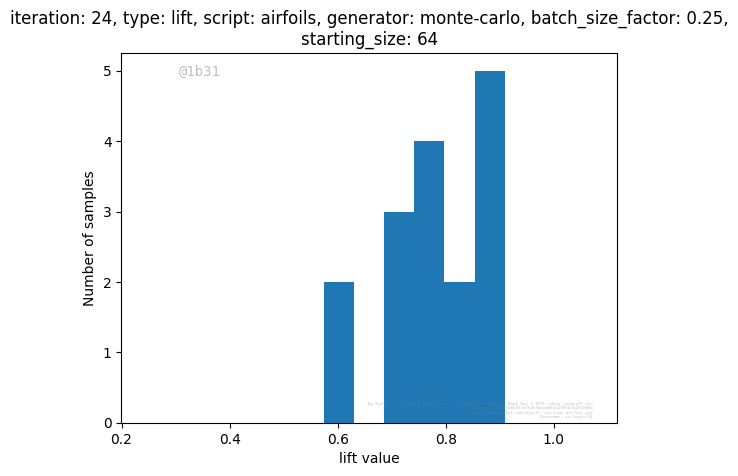 iteration: 24, type: lift, script: airfoils, generator: monte-carlo, batch_size_factor: 0.25,
starting_size: 64
@1b31
5
4
3
2
1
0
Number of samples
0.2 0.4 0.6 0.8 1.0
lift value